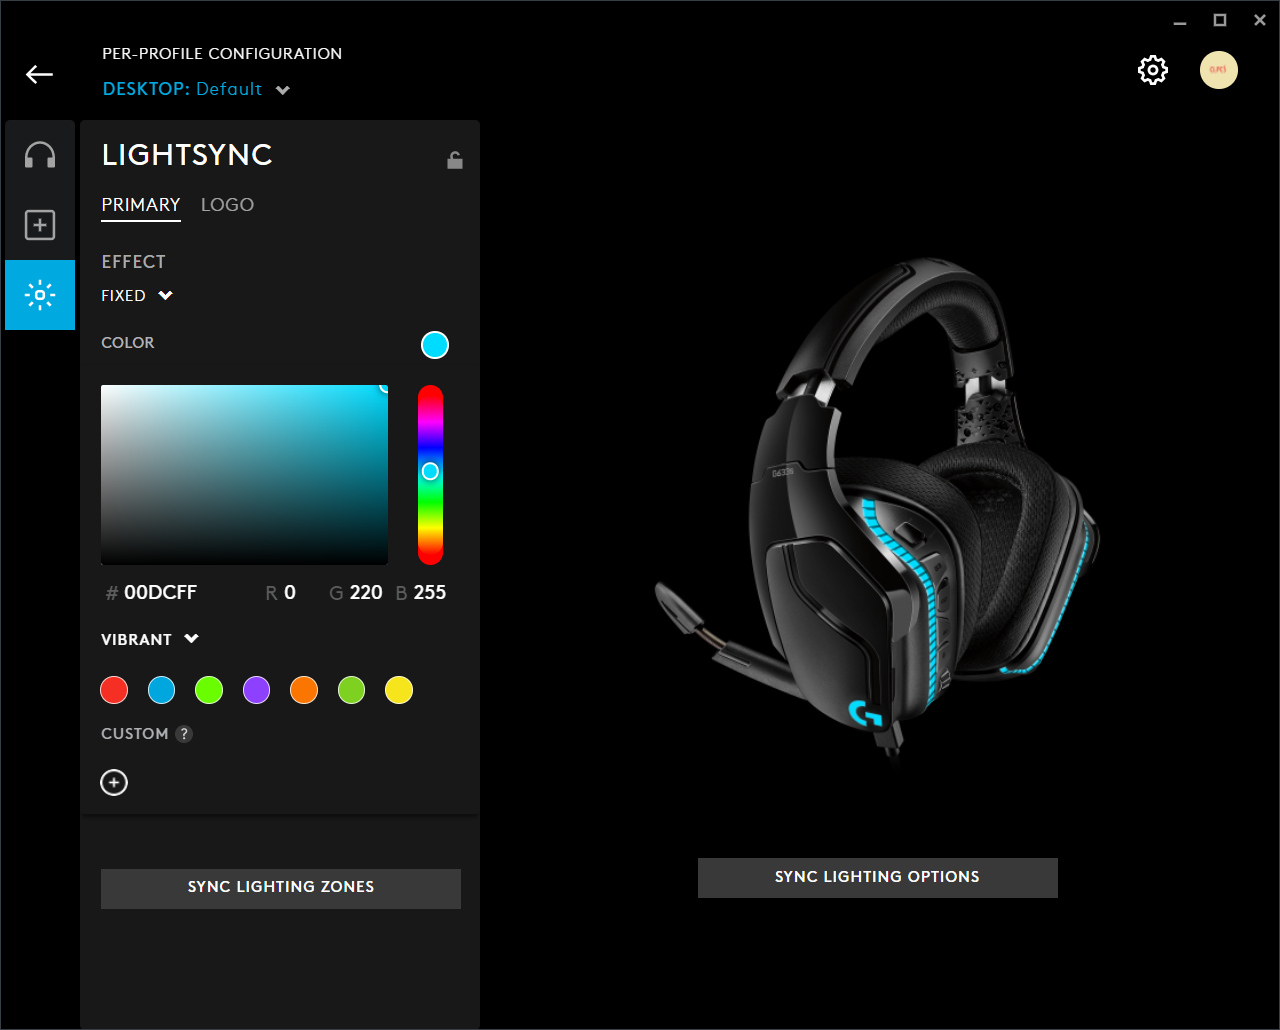 PER-PROFILE CONFIGURATION
DESKTOP: Default
LIGHTSYNC
PRIMARY LOGO
EFFECT
FIXED
COLOR
# 00DCFF R 0 G 220 B 255
VIBRANT
CUSTOM ?
SYNC LIGHTING ZONES
SYNC LIGHTING OPTIONS
G